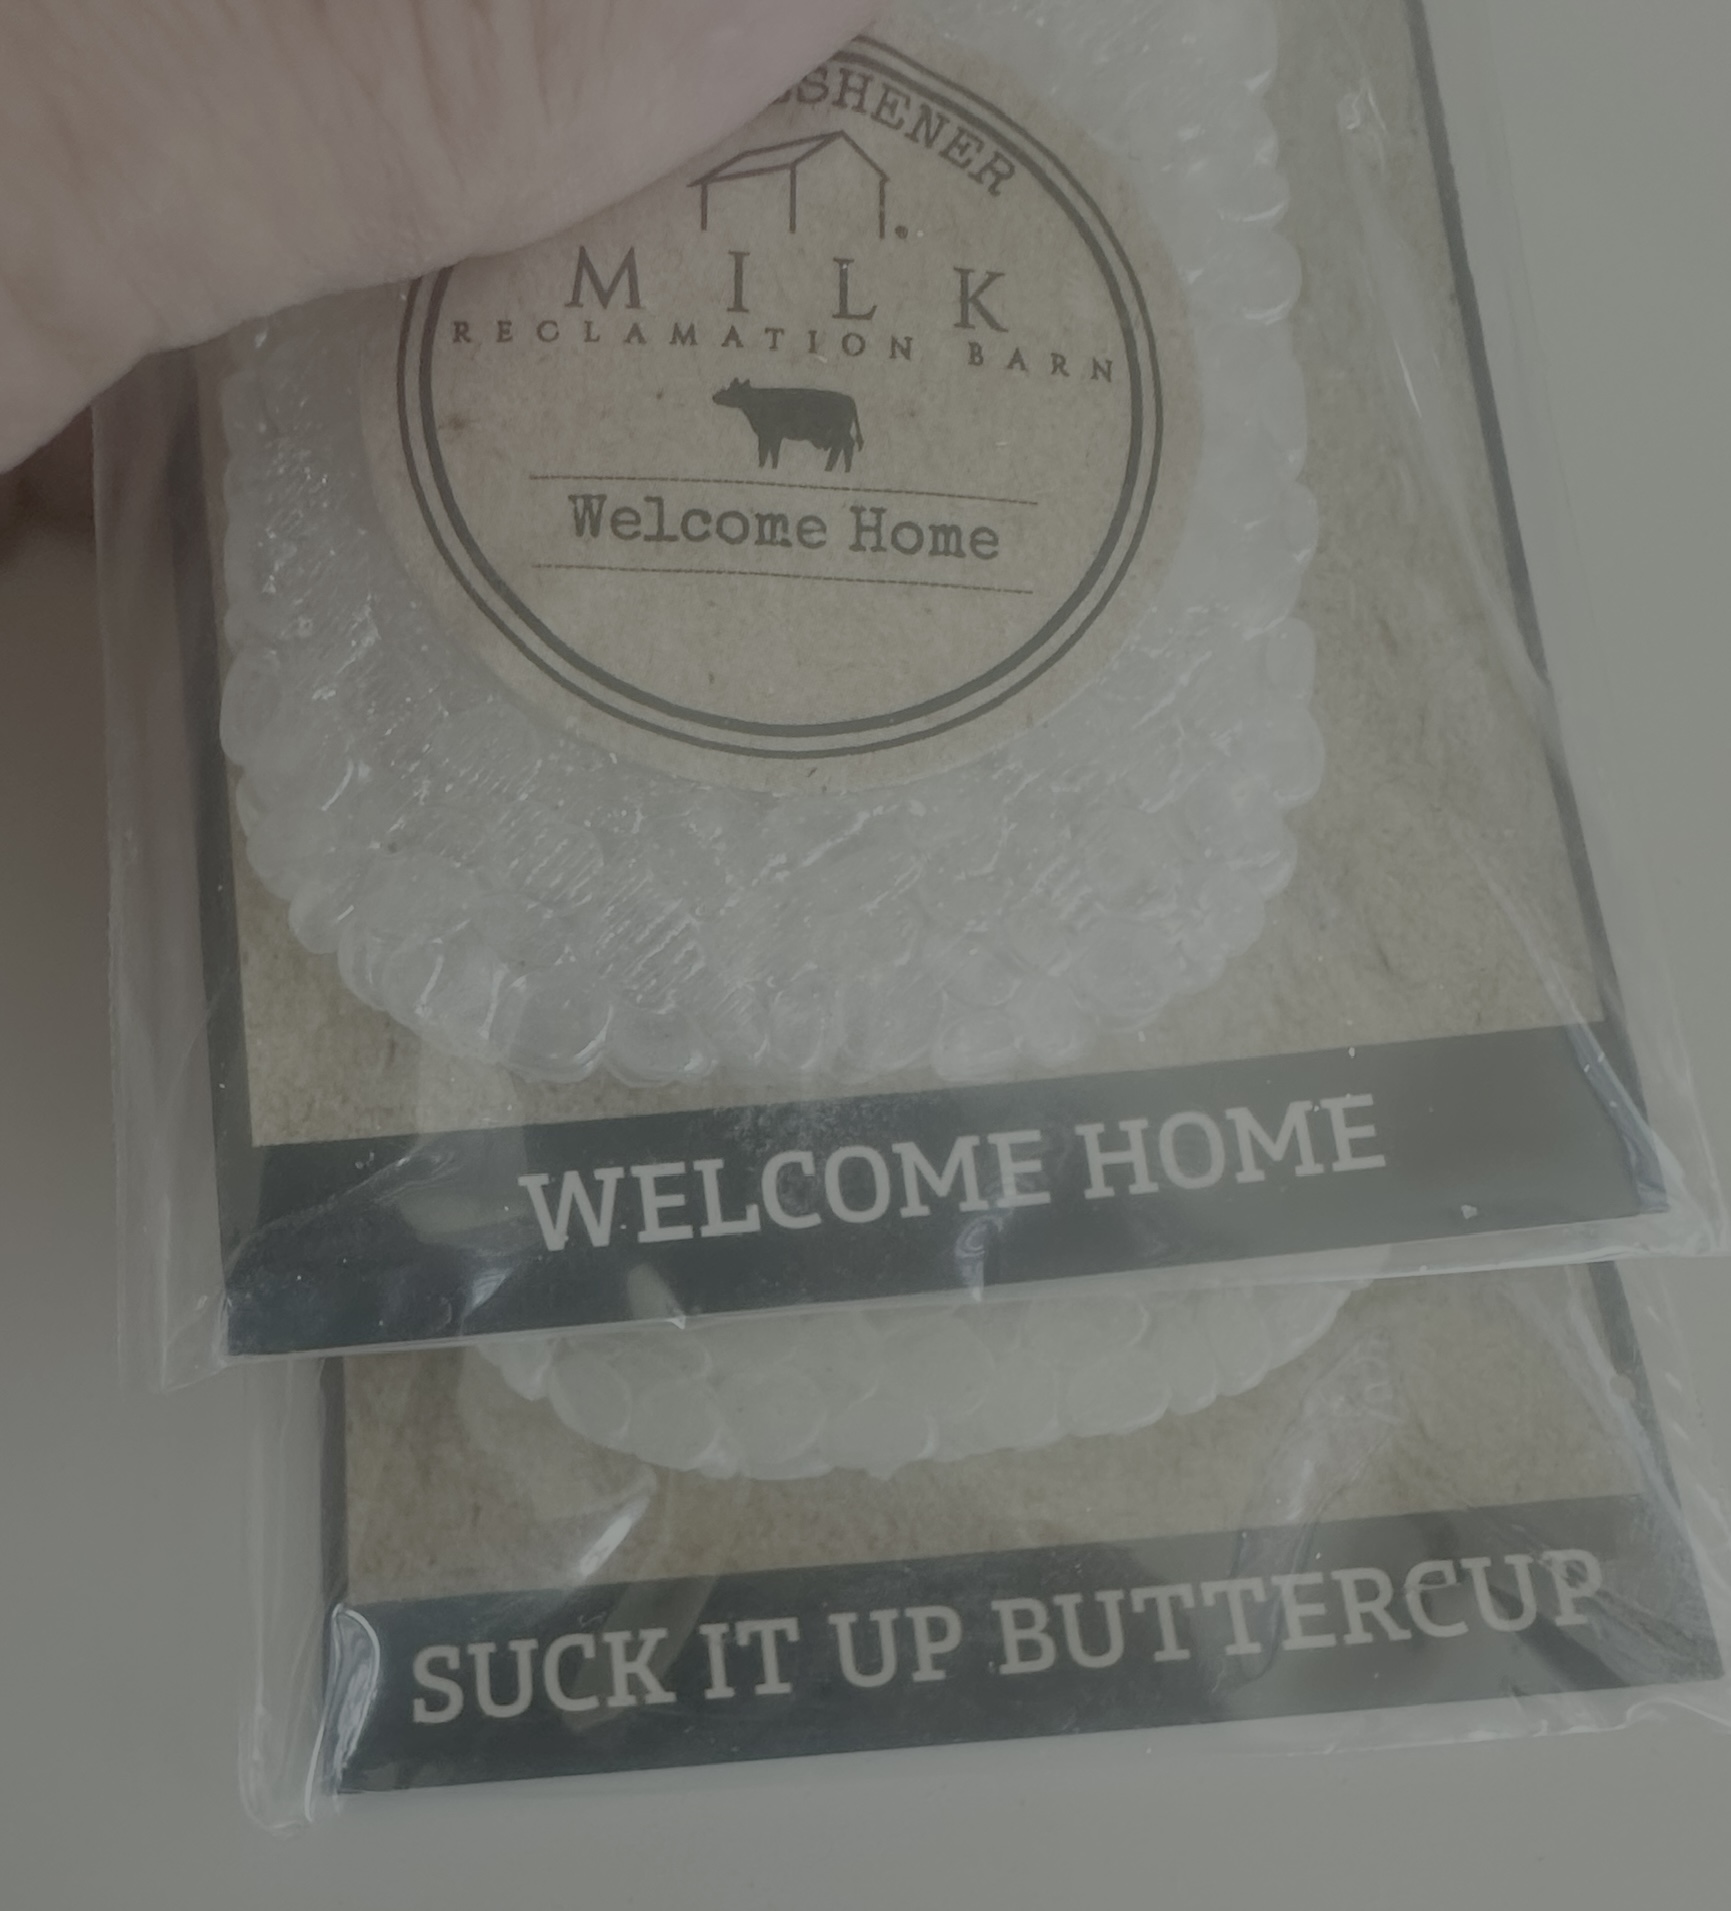 MILK
RECLAMATION BARN
Welcome Home
WELCOME HOME
SUCK IT UP BUTTERCUP